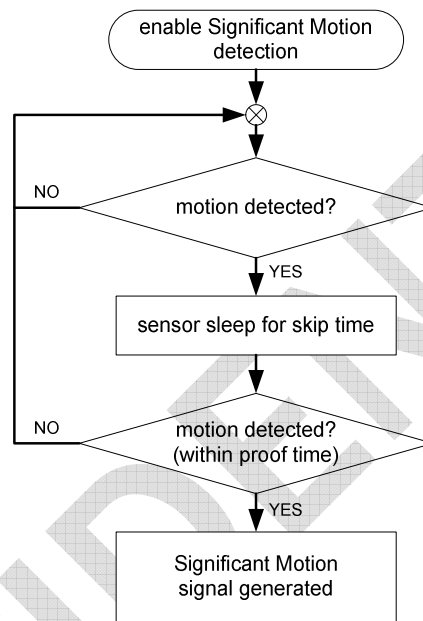 enable Significant Motion
detection
NO
motion detected?
YES
sensor sleep for skip time
NO
motion detected?
(within proof time)
YES
Significant Motion
signal generated